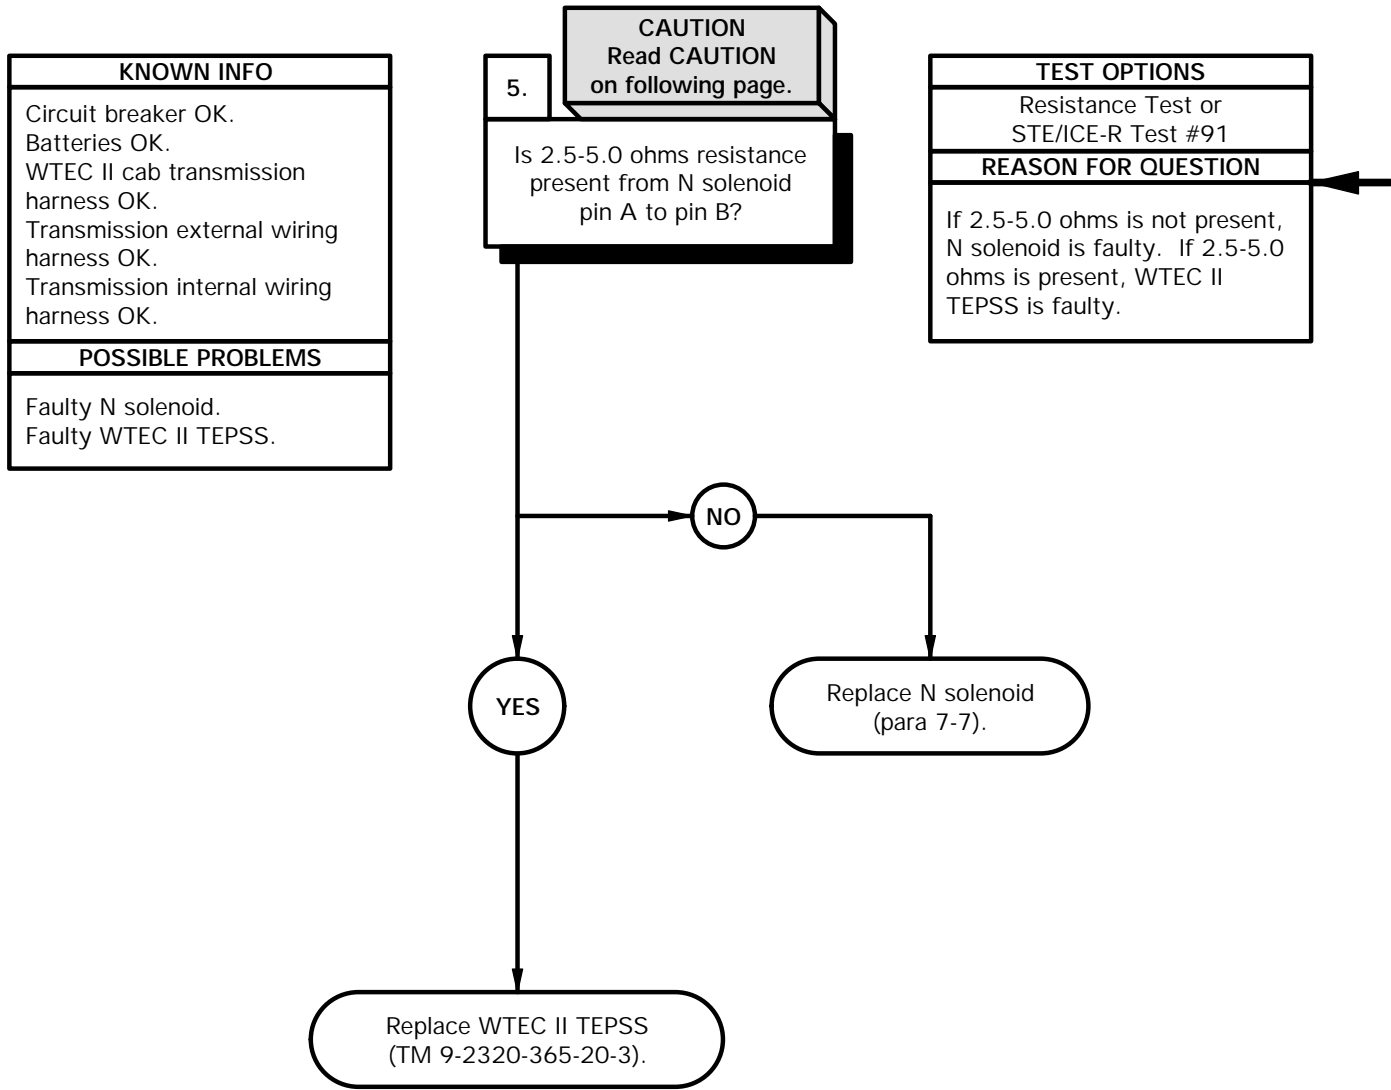 KNOWN INFO
Circuit breaker OK.
Batteries OK.
WTEC II cab transmission
harness OK.
Transmission external wiring
harness OK.
Transmission internal wiring
harness OK.
POSSIBLE PROBLEMS
Faulty N solenoid.
Faulty WTEC II TEPSS.
CAUTION
Read CAUTION
on following page.
5.
Is 2.5-5.0 ohms resistance
present from N solenoid
pin A to pin B?
TEST OPTIONS
Resistance Test or
STE/ICE-R Test #91
REASON FOR QUESTION
If 2.5-5.0 ohms is not present,
N solenoid is faulty. If 2.5-5.0
ohms is present, WTEC II
TEPSS is faulty.
NO
YES
Replace N solenoid
(para 7-7).
Replace WTEC II TEPSS
(TM 9-2320-365-20-3).